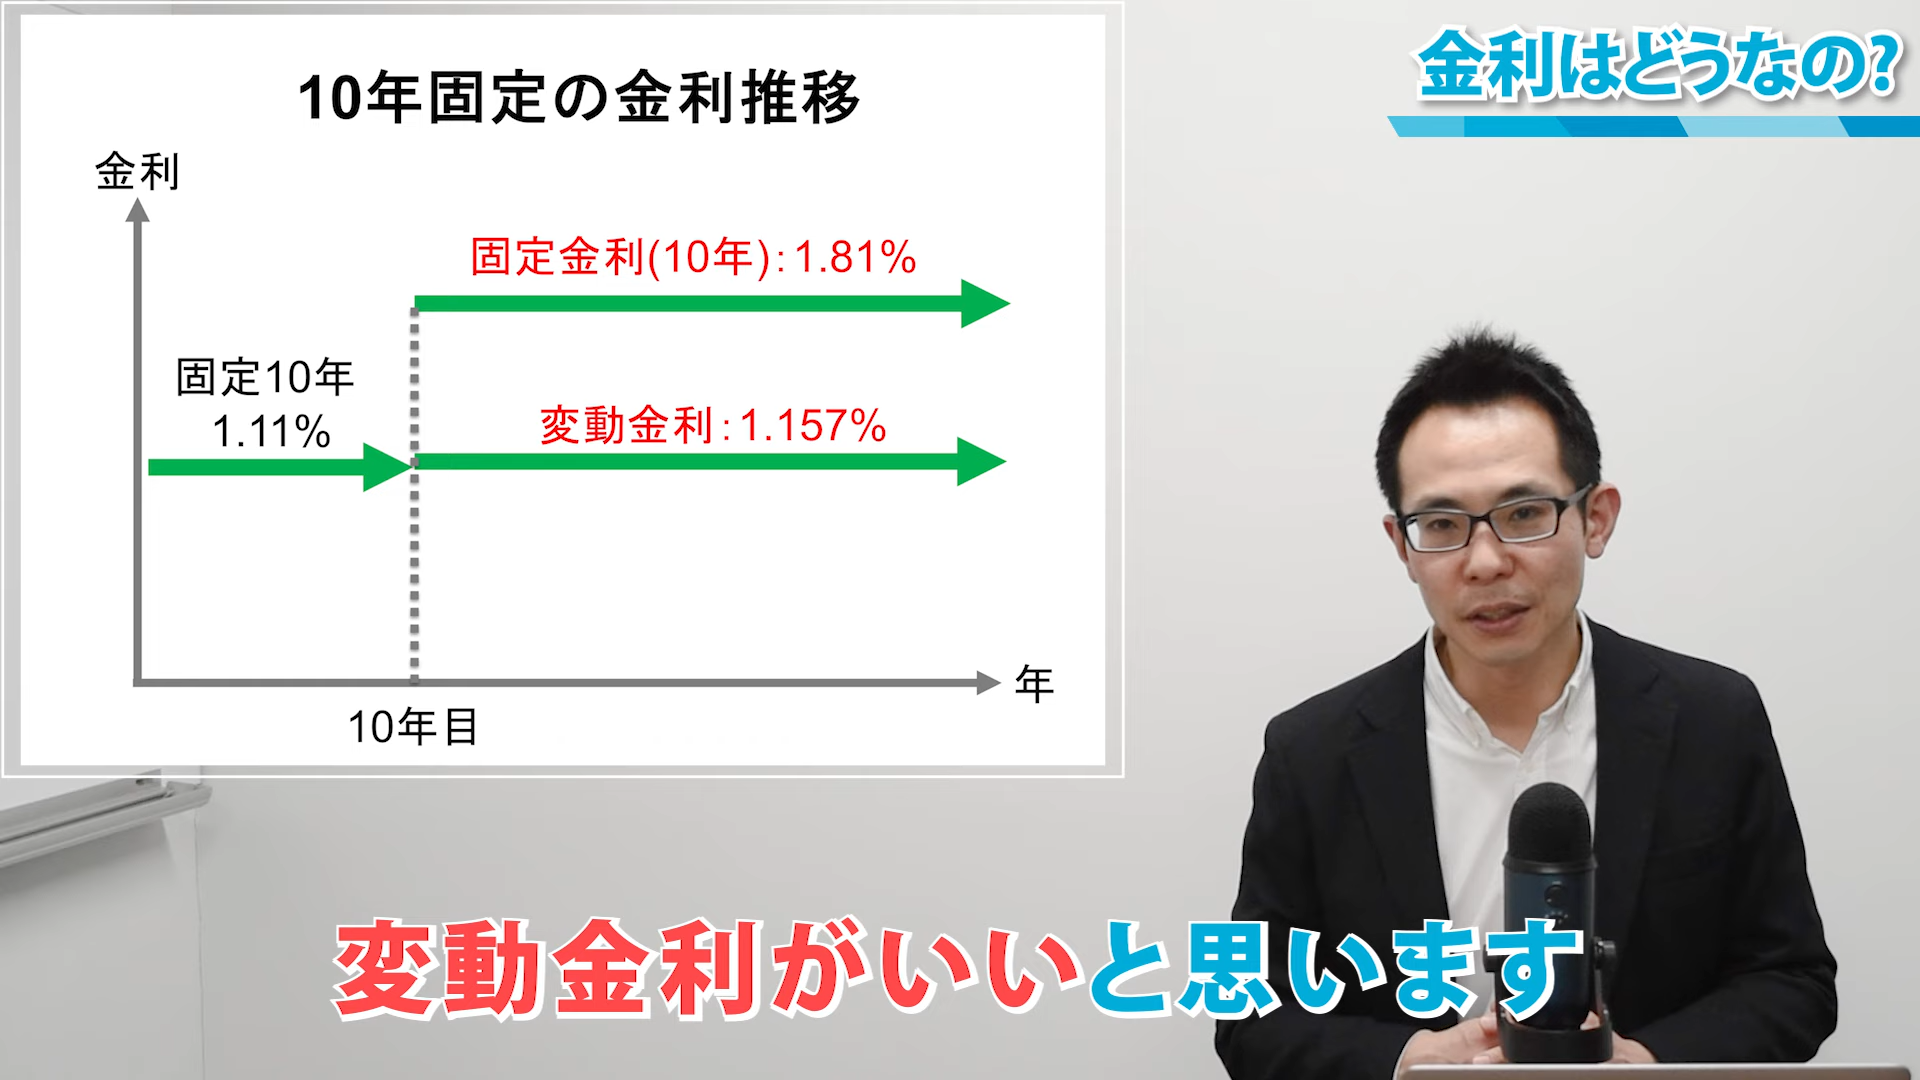 10年固定の金利推移
金利はどうなの?
金利
固定金利(10年):1.81%
固定10年
1.11%
変動金利:1.157%
年
10年目
変動金利がいいと思います